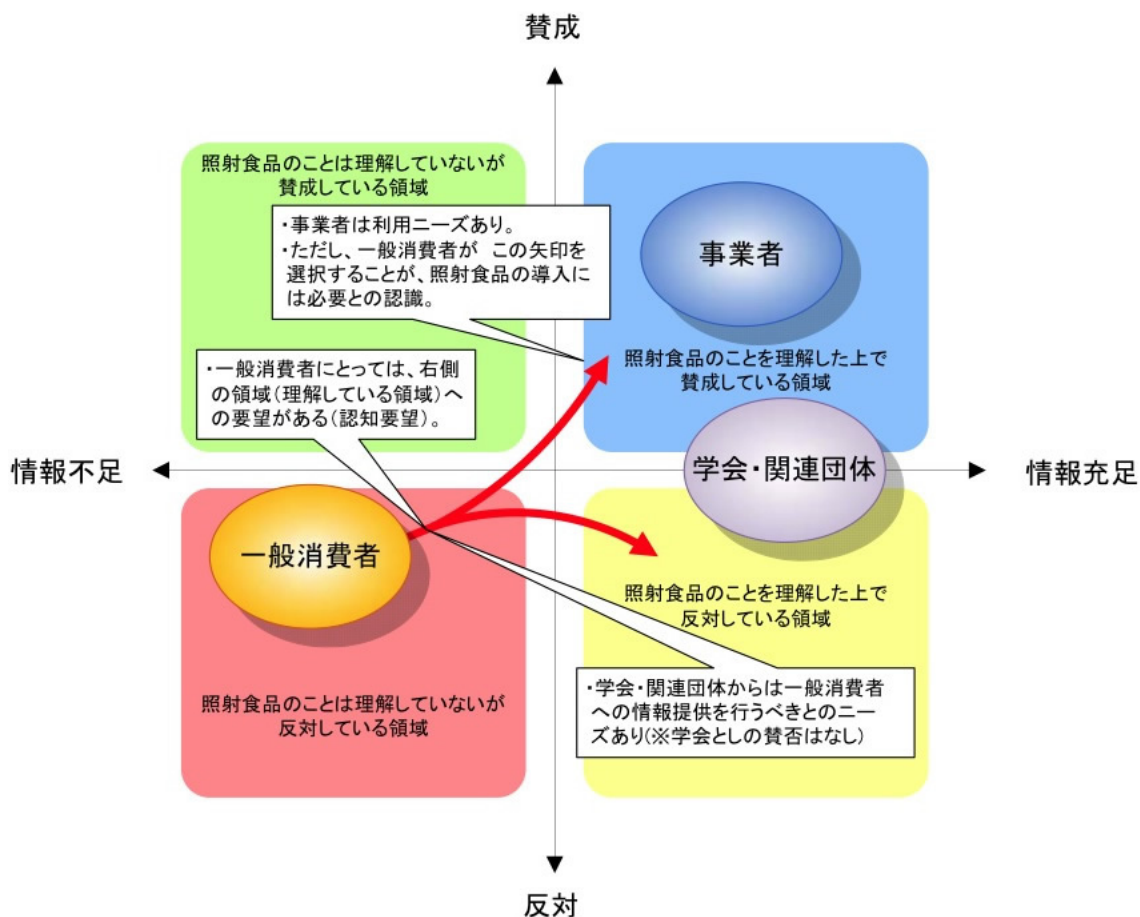 賛成
照射食品のことは理解していないが
賛成している領域
・事業者は利用ニーズあり。
・ただし、一般消費者が この矢印を
選択することが、照射食品の導入に
は必要との認識。
事業者
照射食品のことを理解した上で
賛成している領域
・一般消費者にとっては、右側
の領域(理解している領域)へ
の要望がある(認知要望)。
情報不足
学会・関連団体
情報充足
一般消費者
照射食品のことを理解した上で
反対している領域
照射食品のことは理解していないが
反対している領域
・学会・関連団体からは一般消費者
への情報提供を行うべきとのニー
ズあり(※学会としの賛否はなし)
反対